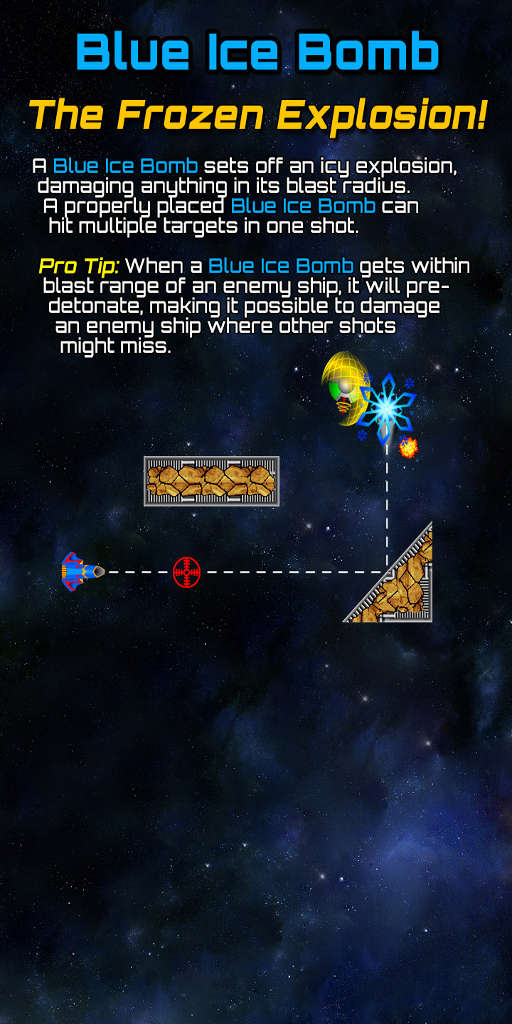 Blue Ice Bomb
The Frozen Explosion!
A Blue Ice Bomb sets off an icy explosion,
damaging anything in its blast radius.
A properly placed Blue Ice Bomb can
hit multiple targets in one shot.
Pro Tip: When a Blue Ice Bomb gets within
blast range of an enemy ship, it will pre-
detonate, making it possible to damage
an enemy ship where other shots
might miss.